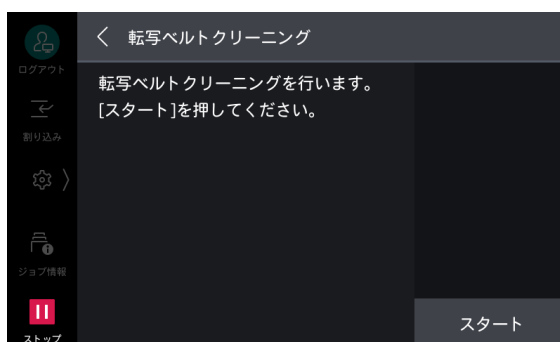 転写ベルトクリーニング
ログアウト
転写ベルトクリーニングを行います。
[スタート]を押してください。
割り込み
ジョブ情報
ストップ
スタート